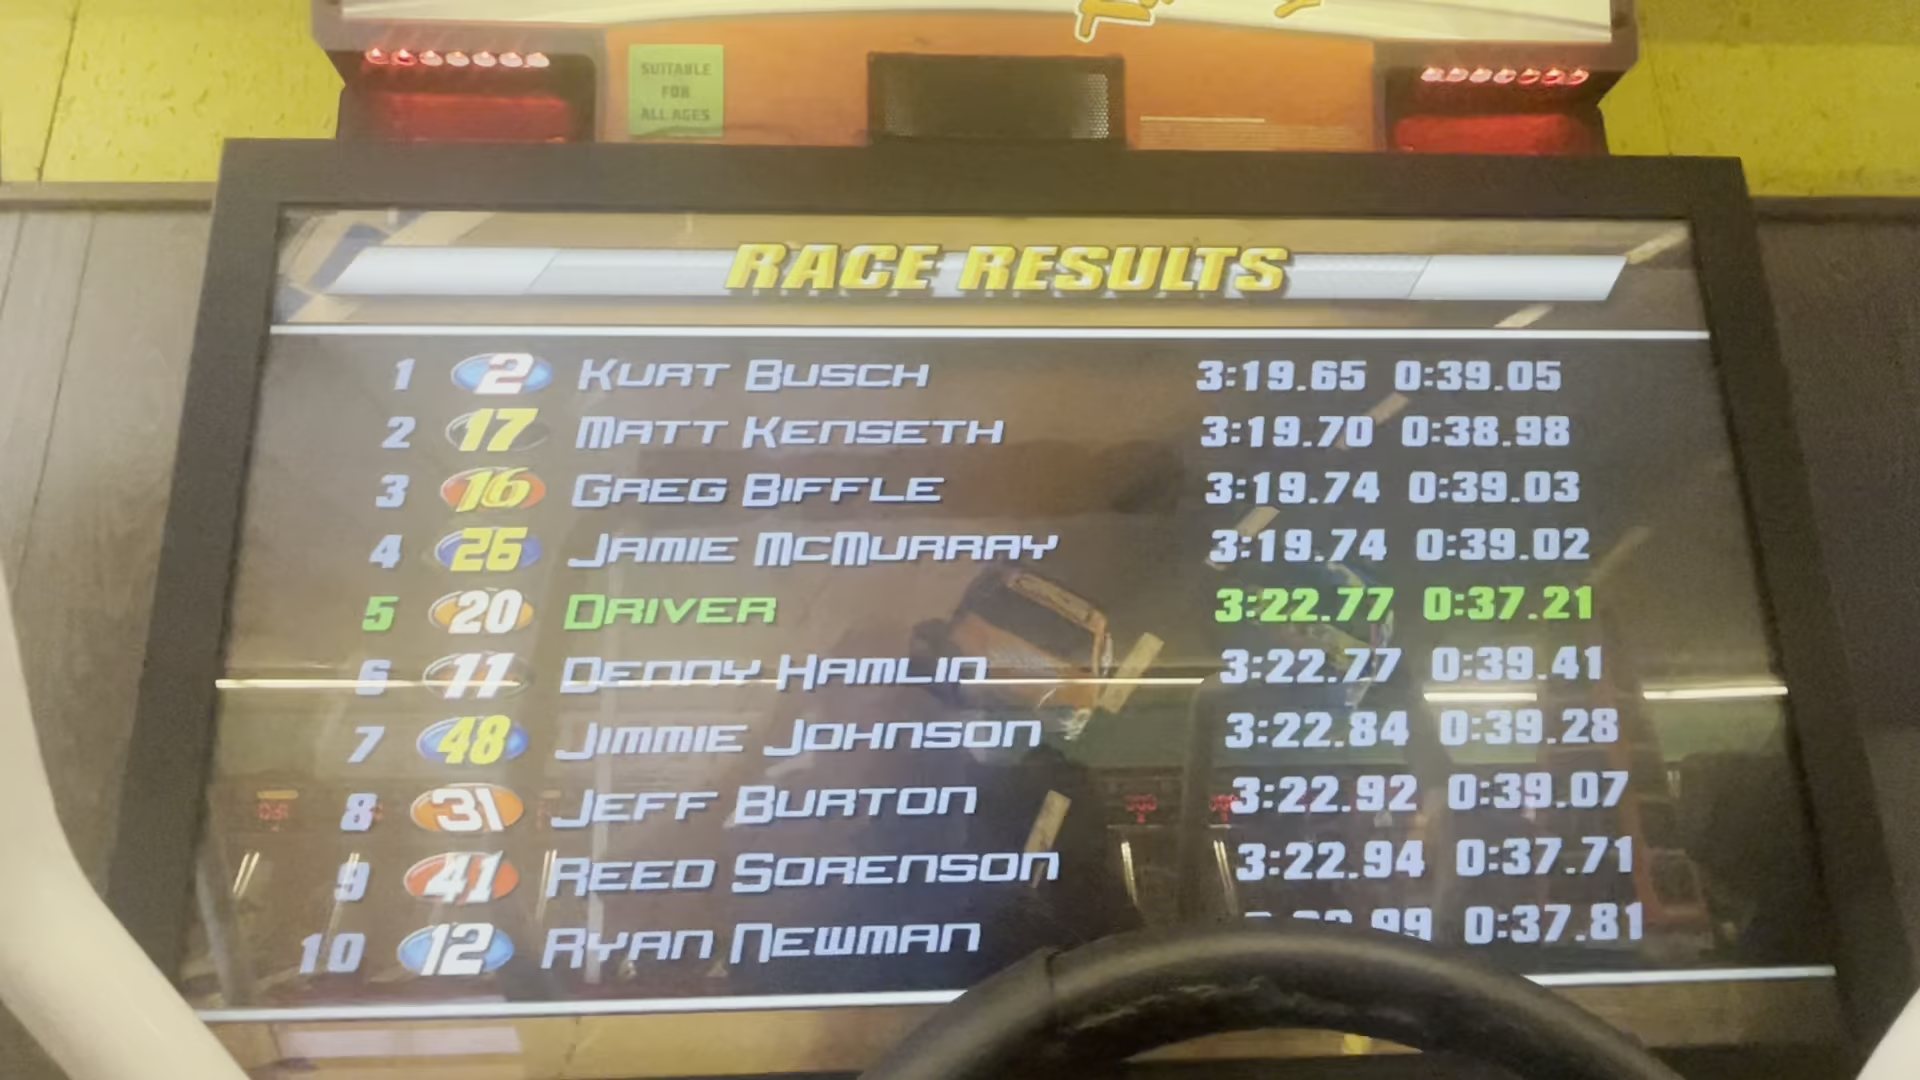 SUITABLE
FOR
ALL AGES
RACE RESULTS
1 2 KURT BUSCH 3:19.65 0:39.05
2 17 MATT KENSETH 3:19.70 0:38.98
3 16 GREG BIFFLE 3:19.74 0:39.03
4 26 JAMIE MCMURRAY 3:19.74 0:39.02
5 20 DRIVER 3:22.77 0:37.21
6 11 DENNY HAMLIN 3:22.77 0:39.41
7 48 JIMMIE JOHNSON 3:22.84 0:39.28
8 31 JEFF BURTON 3:22.92 0:39.07
9 41 REED SORENSON 3:22.94 0:37.71
10 12 RYAN NEWMAN 0:37.81